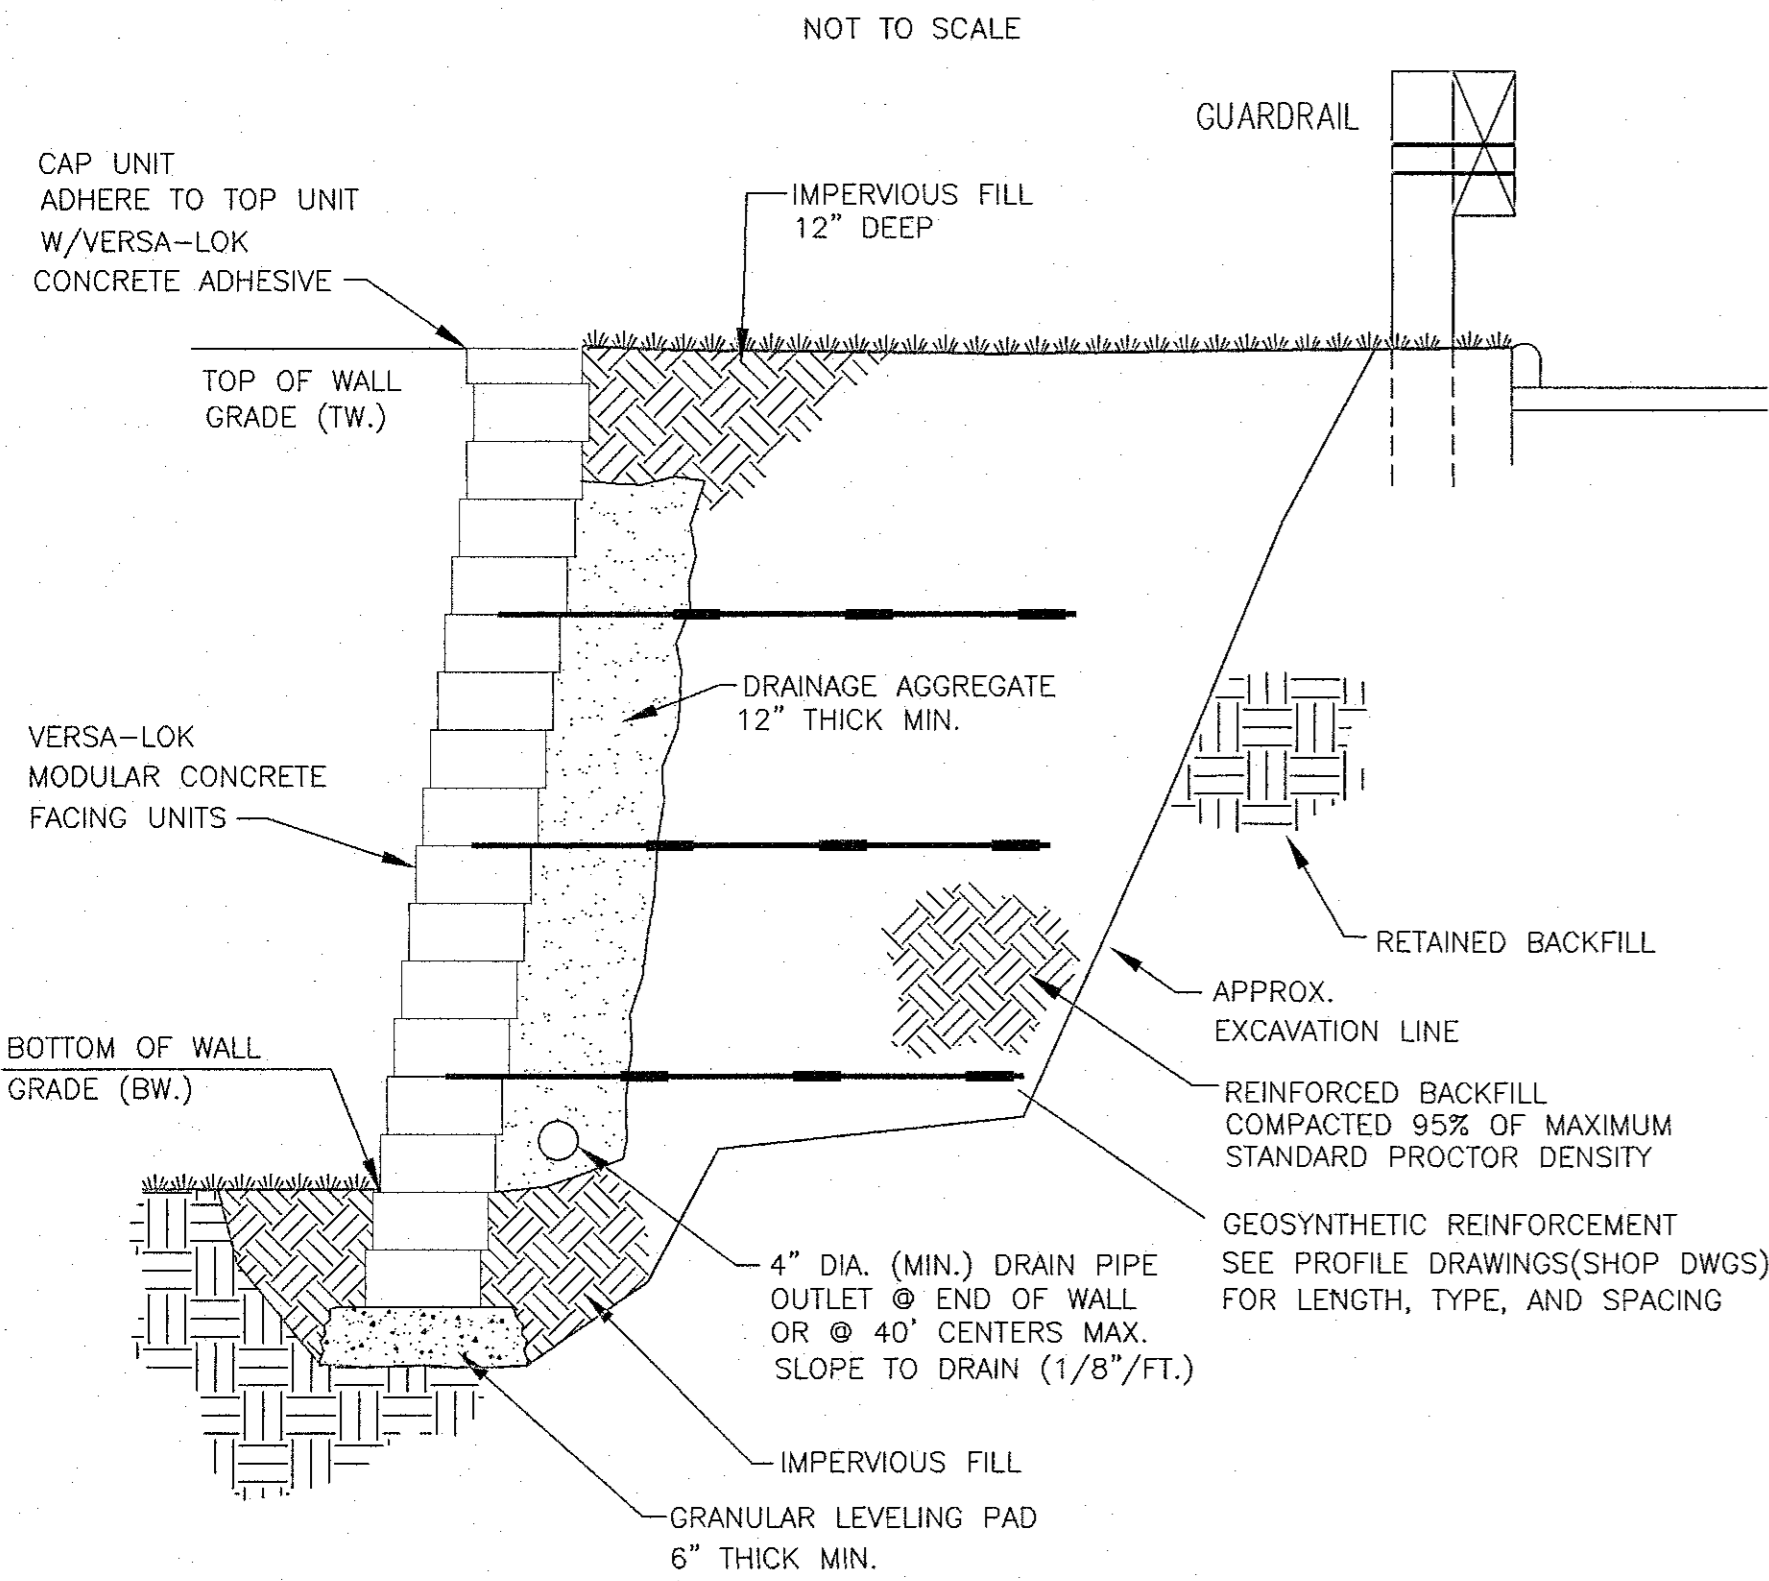 NOT TO SCALE
GUARDRAIL
CAP UNIT
ADHERE TO TOP UNIT
W/VERSA-LOK
CONCRETE ADHESIVE
IMPERVIOUS FILL
12" DEEP
TOP OF WALL
GRADE (TW.)
DRAINAGE AGGREGATE
12" THICK MIN.
VERSA-LOK
MODULAR CONCRETE
FACING UNITS
RETAINED BACKFILL
APPROX.
EXCAVATION LINE
BOTTOM OF WALL
GRADE (BW.)
REINFORCED BACKFILL
COMPACTED 95% OF MAXIMUM
STANDARD PROCTOR DENSITY
GEOSYNTHETIC REINFORCEMENT
SEE PROFILE DRAWINGS(SHOP DWGS)
FOR LENGTH, TYPE, AND SPACING
4" DIA. (MIN.) DRAIN PIPE
OUTLET @ END OF WALL
OR @ 40' CENTERS MAX.
SLOPE TO DRAIN (1/8"/FT.)
IMPERVIOUS FILL
GRANULAR LEVELING PAD
6" THICK MIN.